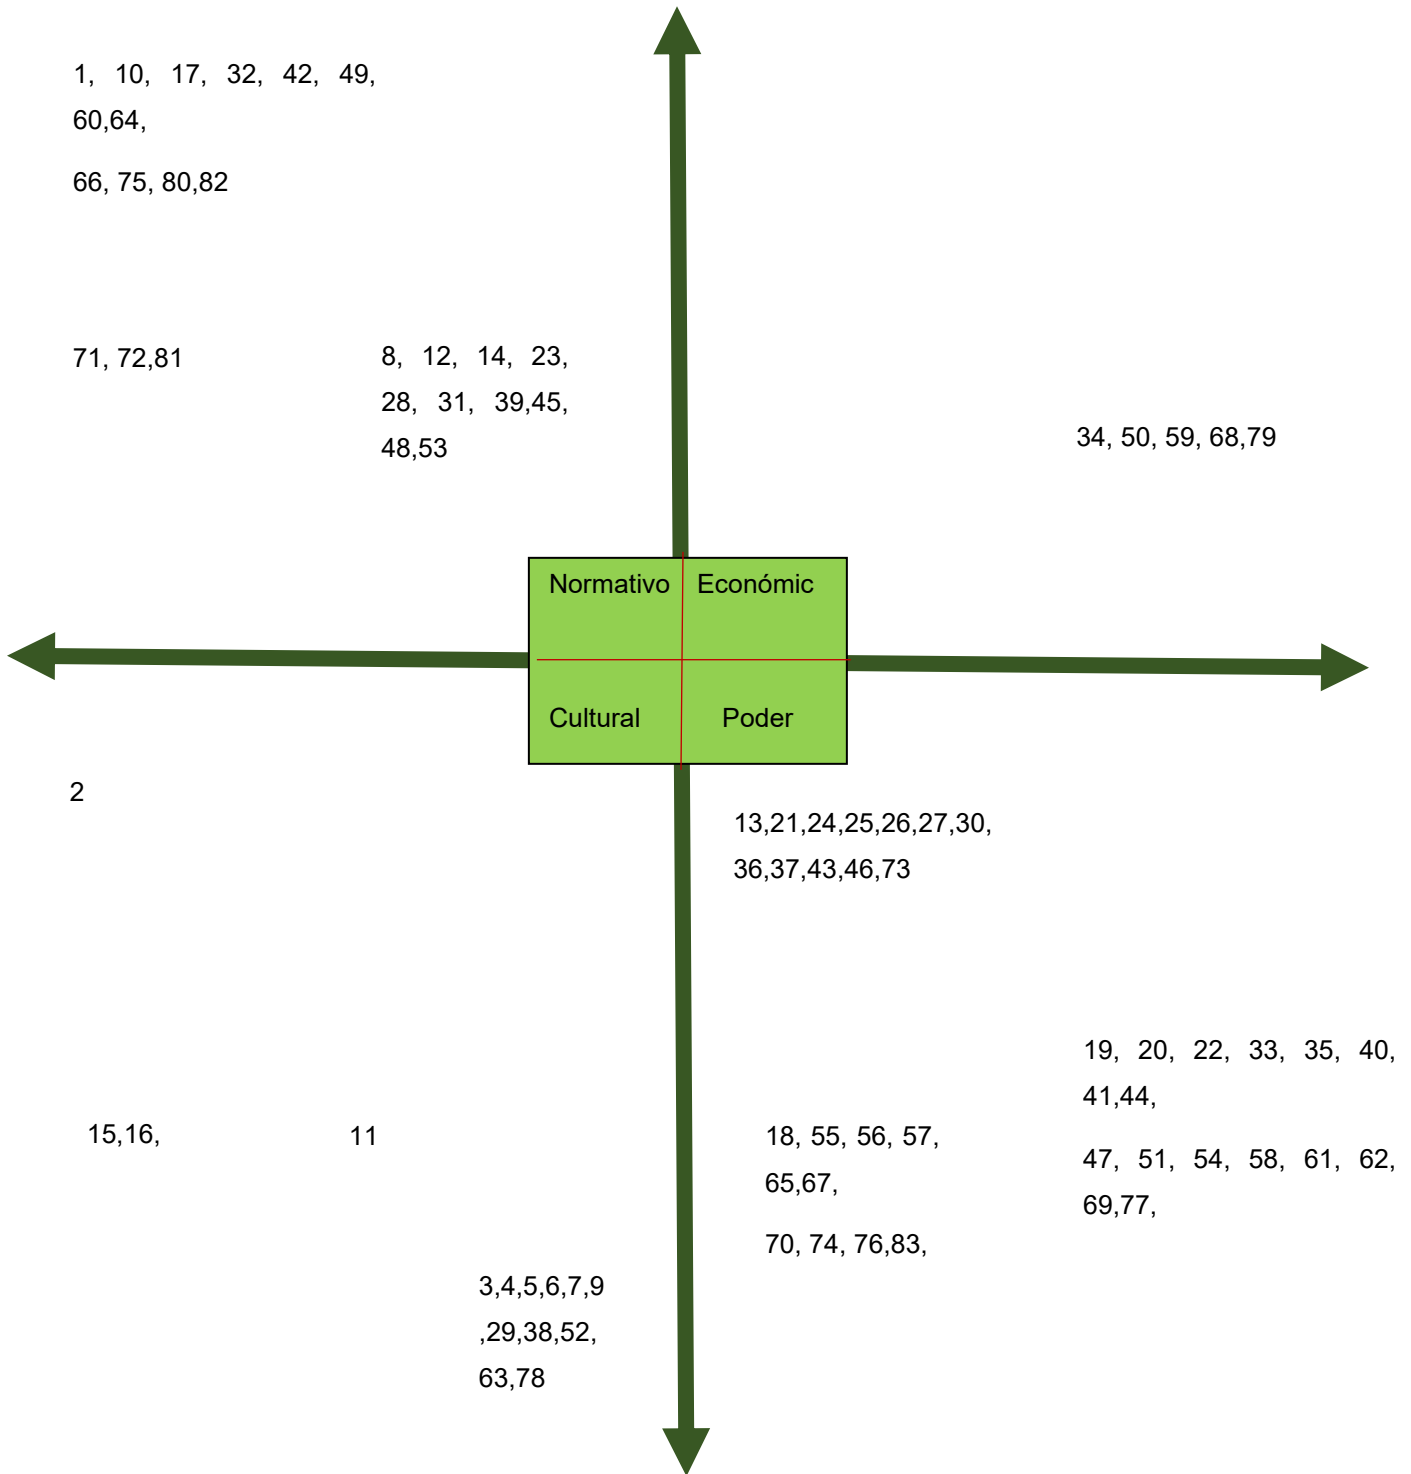 1, 10, 17, 32, 42, 49,
60,64,
66, 75, 80,82
71, 72,81
8, 12, 14, 23,
28, 31, 39,45,
48,53
34, 50, 59, 68,79
Normativo
Económic
Cultural
Poder
2
13,21,24,25,26,27,30,
36,37,43,46,73
15,16,
11
18, 55, 56, 57,
65,67,
70, 74, 76,83,
19, 20, 22, 33, 35, 40,
41,44,
47, 51, 54, 58, 61, 62,
69,77,
3,4,5,6,7,9
,29,38,52,
63,78